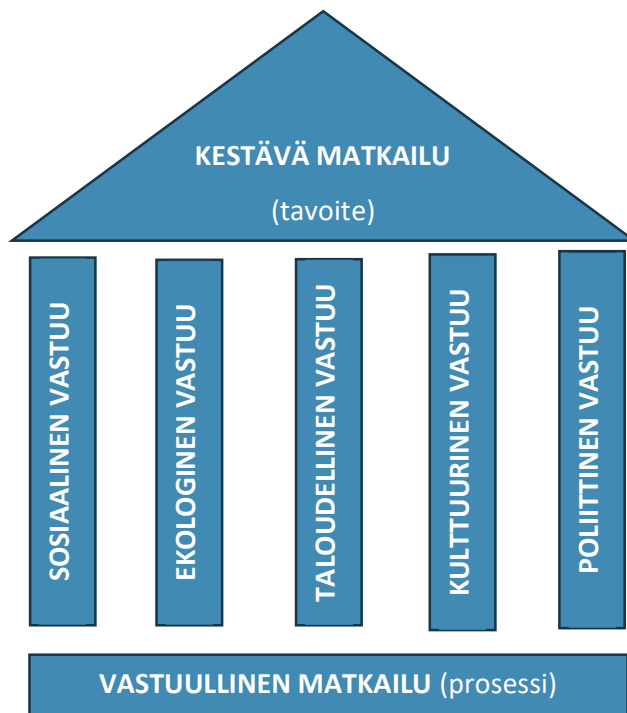 KESTÄVÄ MATKAILU
(tavoite)
SOSIAALINEN VASTUU
EKOLOGINEN VASTUU
TALOUDELLINEN VASTUU
KULTTUURINEN VASTUU
POLIITTINEN VASTUU
VASTUULLINEN MATKAILU (prosessi)